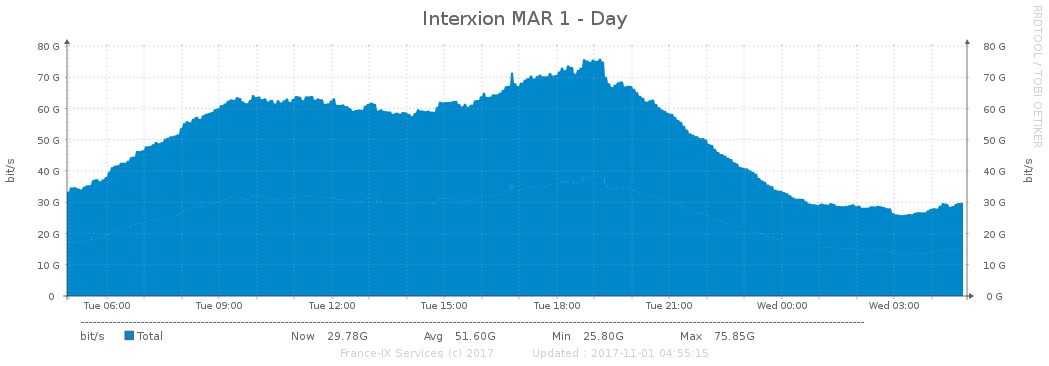 Interxion MAR 1 - Day
RRDTOOL / TOBI OETIKER
80 G 80 G
70 G 70 G
60 G 60 G
50 G 50 G
40 G 40 G
30 G 30 G
20 G 20 G
10 G 10 G
0 0 G
bit/s bit/s
Tue 06:00 Tue 09:00 Tue 12:00 Tue 15:00 Tue 18:00 Tue 21:00 Wed 00:00 Wed 03:00
bit/s Total Now 29.78G Avg 51.60G Min 25.80G Max 75.85G
France-IX Services (c) 2017 Updated : 2017-11-01 04:55:15